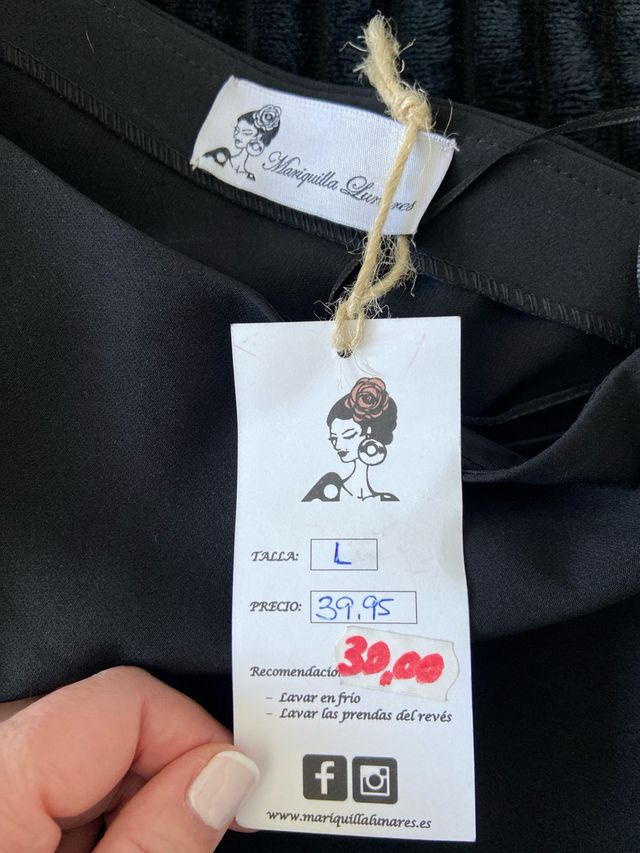 Mariquilla Lunares
TALLA: L
PRECIO: 39,95
30,00
Recomendacio
- Lavar en frío
- Lavar las prendas del revés
www.mariquillalunares.es